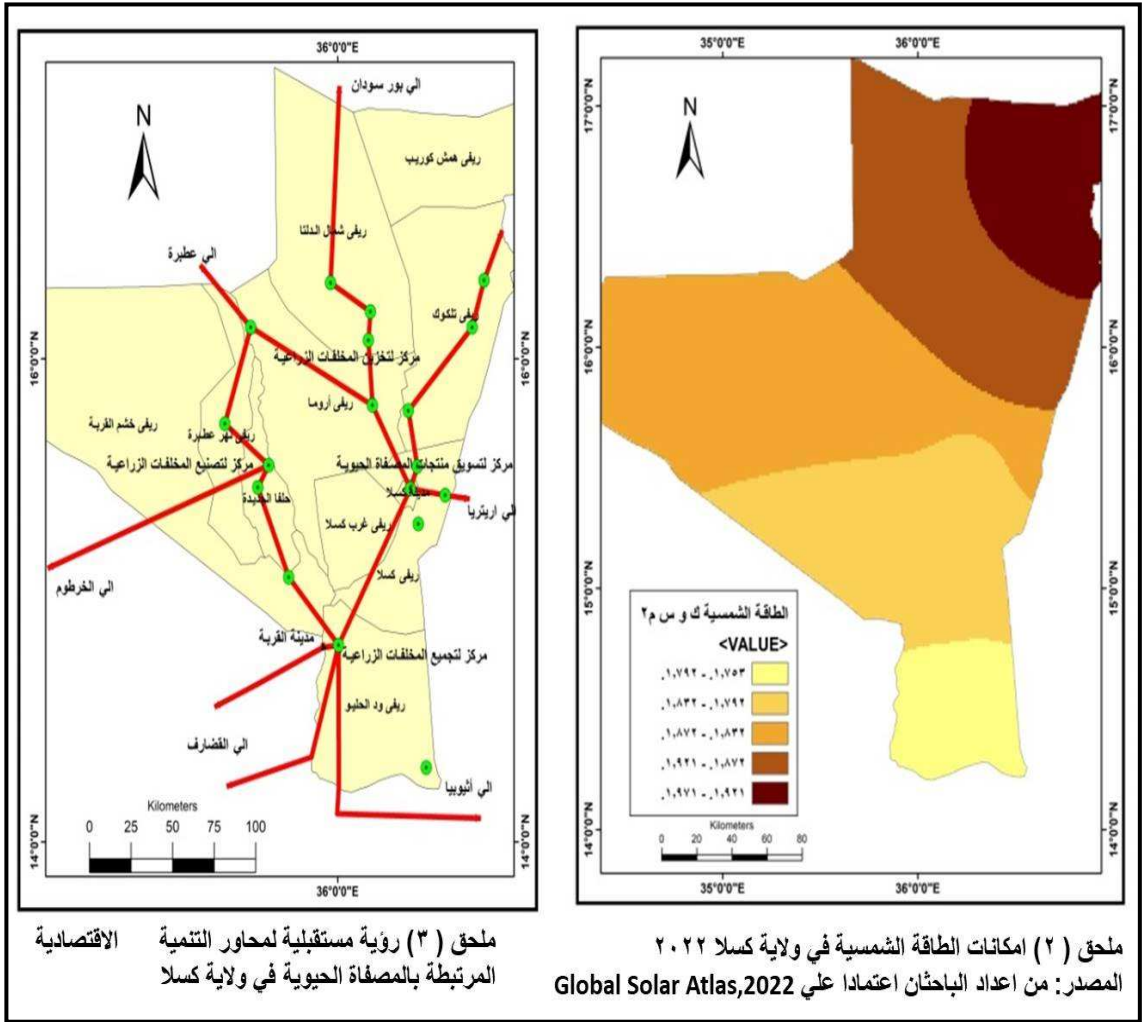 36°0'0"E
الي بور سودان
N
ريفى همش كوريب
17°0'0"N
ريفى شمال الدلتا
الي عطبرة
ريفى تلكوك
16°0'0"N
مركز لتخزين المخلفات الزراعية
ريفى أروما
ريفى خشم القربة
ريفى نهر عطبرة
مركز لتسويق منتجات المصفاة الحيوية
مركز لتصنيع المخلفات الزراعية
مدينة كسلا
حلفا الجديدة
الي اريتريا
ريفى غرب كسلا
15°0'0"N
الي الخرطوم
ريفى كسلا
مدينة القربة
مركز لتجميع المخلفات الزراعية
ريفى ود الحليو
الي القضارف
الي أثيوبيا
Kilometers
0 25 50 75 100
14°0'0"N
36°0'0"E
ملحق ( ٣) رؤية مستقبلية لمحاور التنمية الاقتصادية
المرتبطة بالمصفاة الحيوية في ولاية كسلا
35°0'0"E 36°0'0"E
17°0'0"N
N
16°0'0"N
15°0'0"N
الطاقة الشمسية ك و س م٢
<VALUE>
١,٧٥٣. - ١,٧٩٢.
١,٧٩٢. - ١,٨٣٢.
١,٨٣٢. - ١,٨٧٢.
١,٨٧٢. - ١,٩٢١.
١,٩٢١. - ١,٩٧١.
Kilometers
0 20 40 60 80
14°0'0"N
35°0'0"E 36°0'0"E
ملحق ( ٢) امكانات الطاقة الشمسية في ولاية كسلا ٢٠٢٢
المصدر: من اعداد الباحثان اعتمادا علي Global Solar Atlas,2022